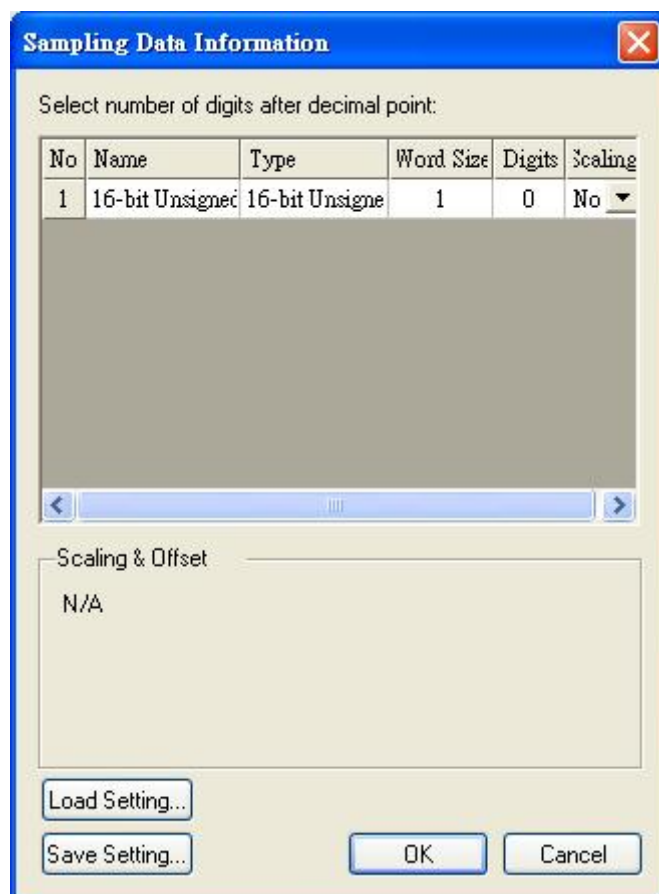 Sampling Data Information
Select number of digits after decimal point:
No Name Type Word Size Digits Scaling
1 16-bit Unsigned 16-bit Unsigne 1 0 No
Scaling & Offset
N/A
Load Setting...
Save Setting... OK Cancel